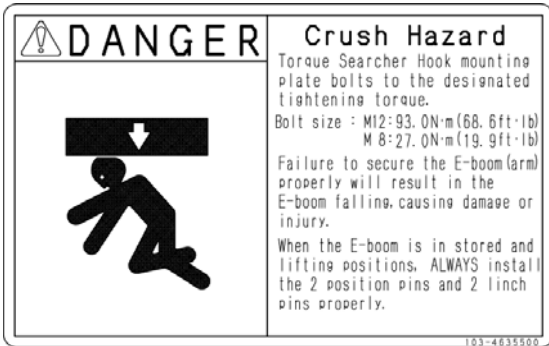 DANGER
Crush Hazard
Torque Searcher Hook mounting
plate bolts to the designated
tightening torque.
Bolt size : M12:93.0N·m(68.6ft·lb)
M 8:27.0N·m(19.9ft·lb)
Failure to secure the E-boom(arm)
properly will result in the
E-boom falling,causing damage or
injury.
When the E-boom is in stored and
lifting positions, ALWAYS install
the 2 position pins and 2 linch
pins properly.
103-4635500